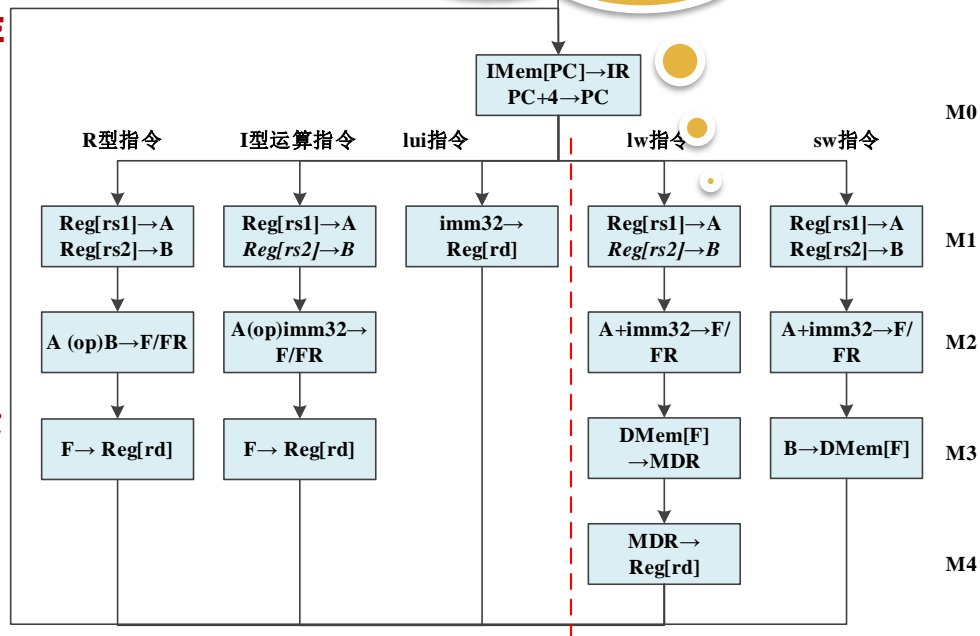 IMem[PC]→IR
PC+4→PC
M0
R型指令
I型运算指令
lui指令
lw指令
sw指令
Reg[rs1]→A
Reg[rs2]→B
Reg[rs1]→A
Reg[rs2]→B
imm32→
Reg[rd]
Reg[rs1]→A
Reg[rs2]→B
Reg[rs1]→A
Reg[rs2]→B
M1
A (op)B→F/FR
A(op)imm32→
F/FR
A+imm32→F/
FR
A+imm32→F/
FR
M2
F→ Reg[rd]
F→ Reg[rd]
DMem[F]
→MDR
B→DMem[F]
M3
MDR→
Reg[rd]
M4